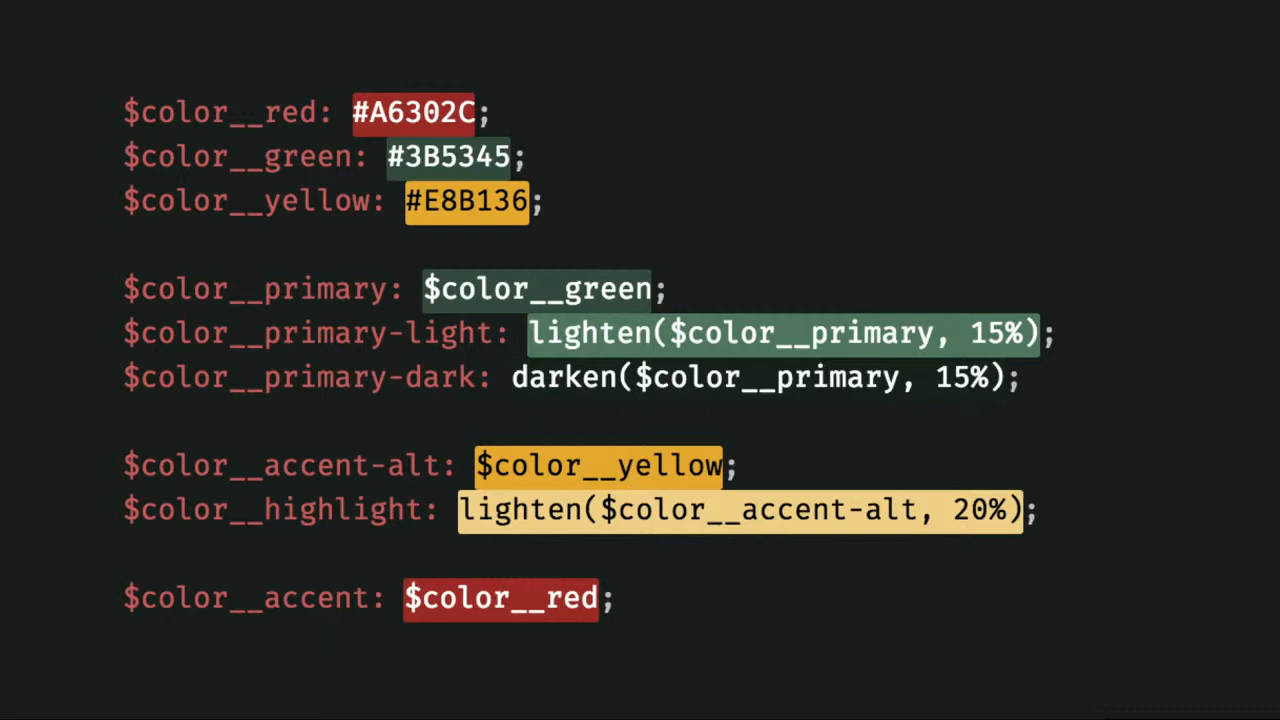 $color__red: #A6302C;
$color__green: #3B5345;
$color__yellow: #E8B136;
$color__primary: $color__green;
$color__primary-light: lighten($color__primary, 15%);
$color__primary-dark: darken($color__primary, 15%);
$color__accent-alt: $color__yellow;
$color__highlight: lighten($color__accent-alt, 20%);
$color__accent: $color__red;